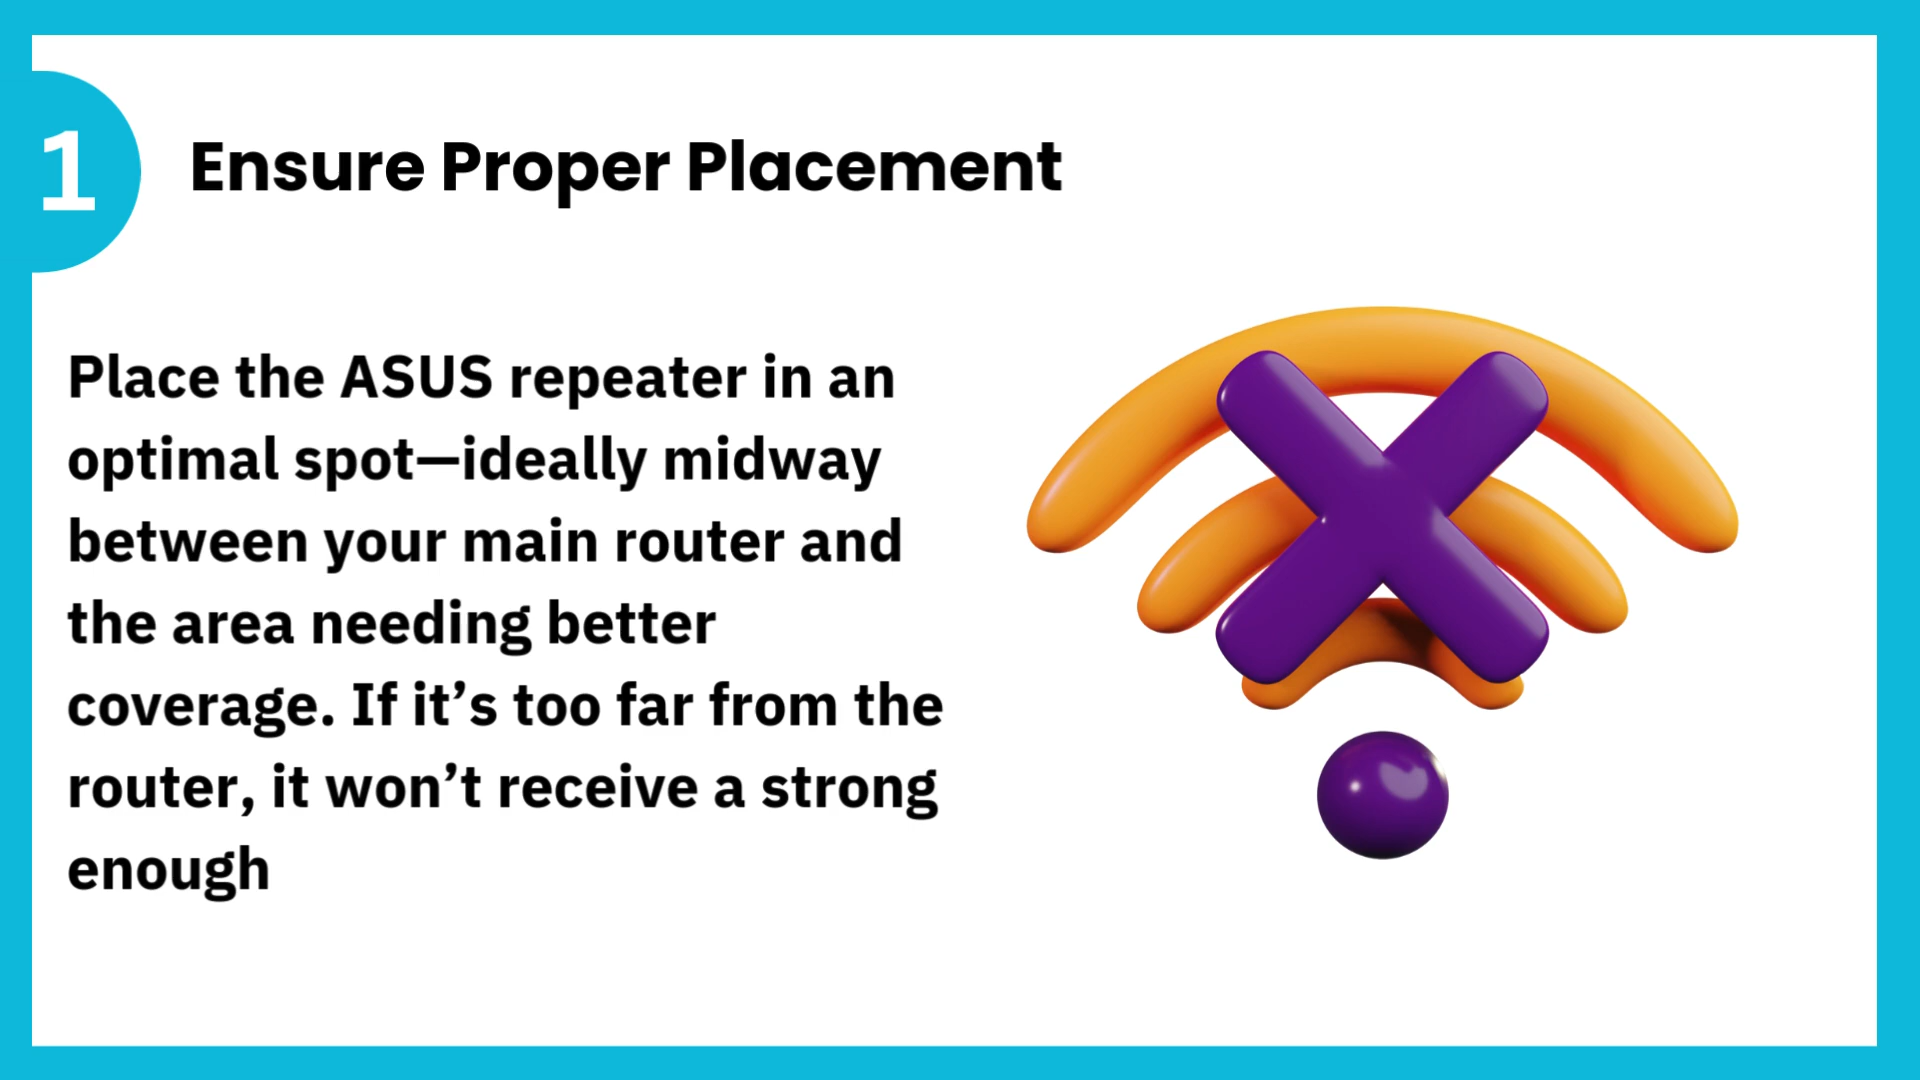 1
Ensure Proper Placement
Place the ASUS repeater in an
optimal spot—ideally midway
between your main router and
the area needing better
coverage. If it’s too far from the
router, it won’t receive a strong
enough